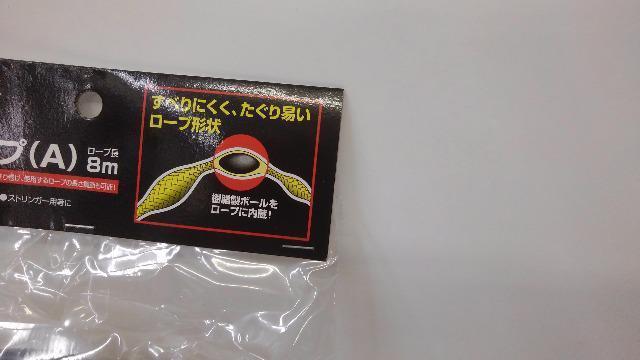 すべりにくく、たぐり易い
ロープ形状
プ(A)
ロープ長
8m
樹脂製ボールを
ロープに内蔵!
●ストリンガー用等に